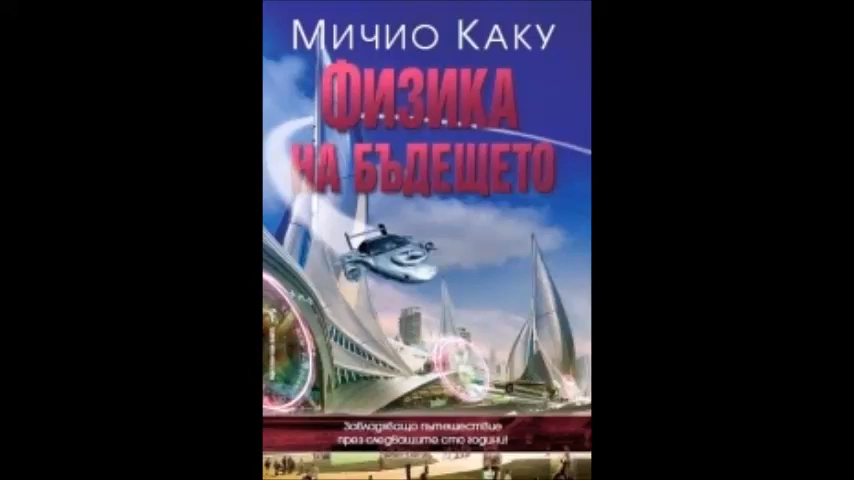 Мичио Каку
Физика
на бъдещето
Завладяващо пътешествие
през следващите сто години!